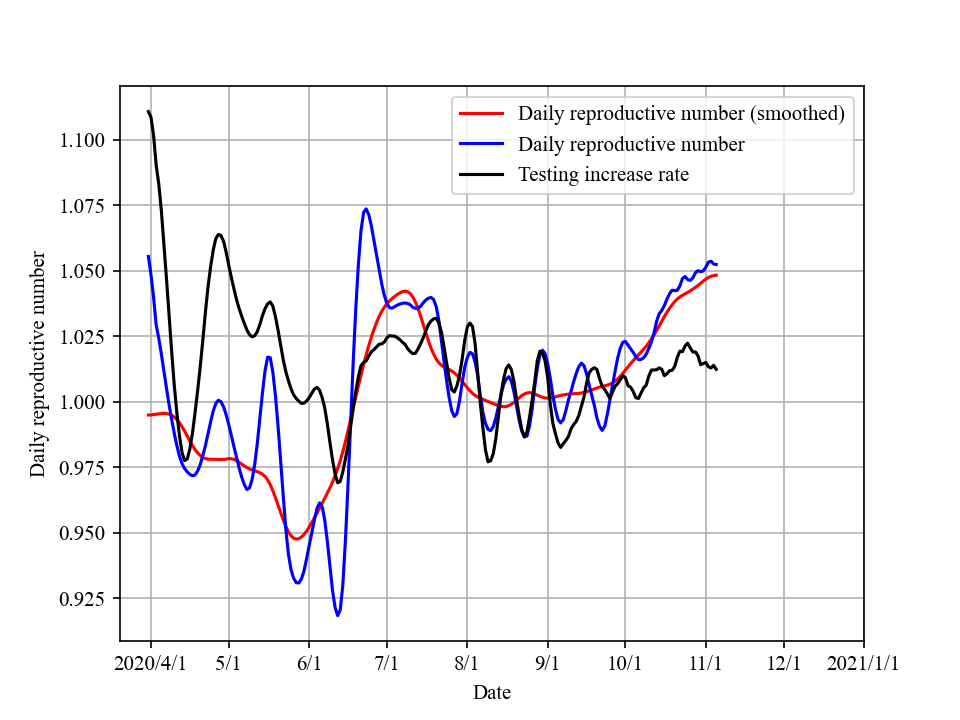 Daily reproductive number (smoothed)
Daily reproductive number
Testing increase rate
1.100
1.075
1.050
1.025
1.000
0.975
0.950
0.925
Daily reproductive number
2020/4/1 5/1 6/1 7/1 8/1 9/1 10/1 11/1 12/1 2021/1/1
Date